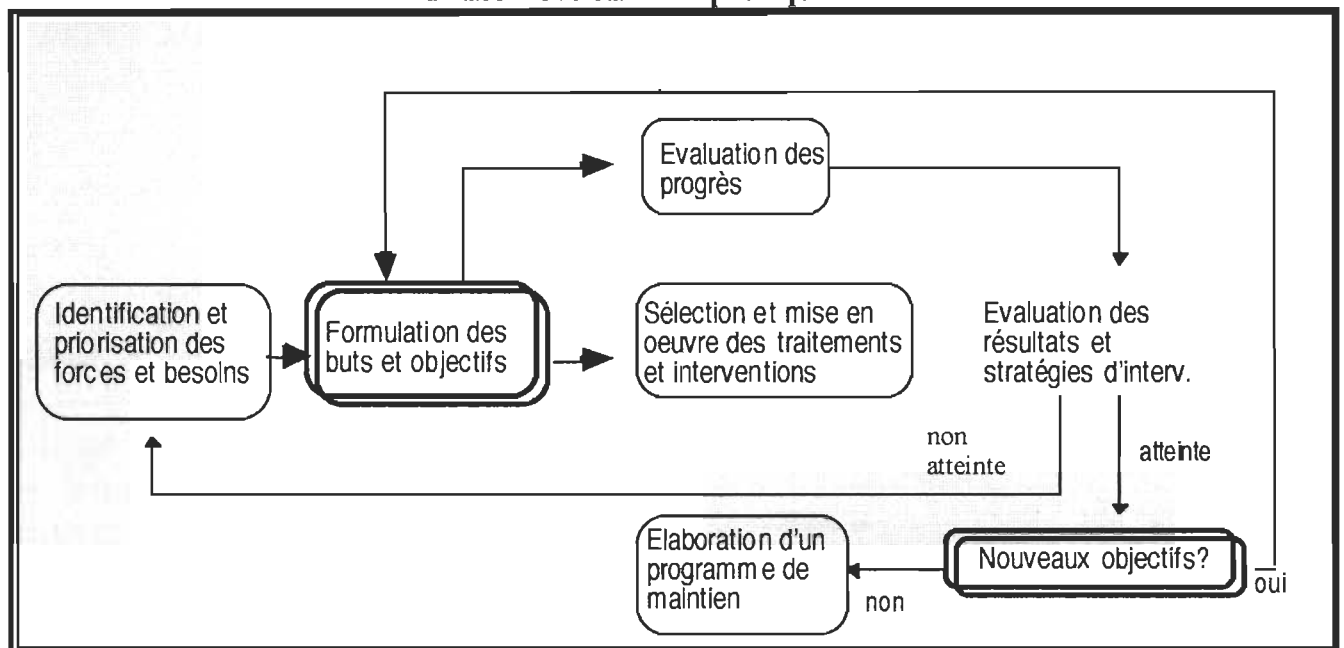 Evaluation des
progrès
Identification et
priorisation des
forces et besoins
Formulation des
buts et objectifs
Sélection et mise en
oeuvre des traitements
et interventions
Evaluation des
résultats et
stratégies d'interv.
non
atteinte
atteinte
Elaboration d'un
programme de
maintien
non
Nouveaux objectifs?
oui